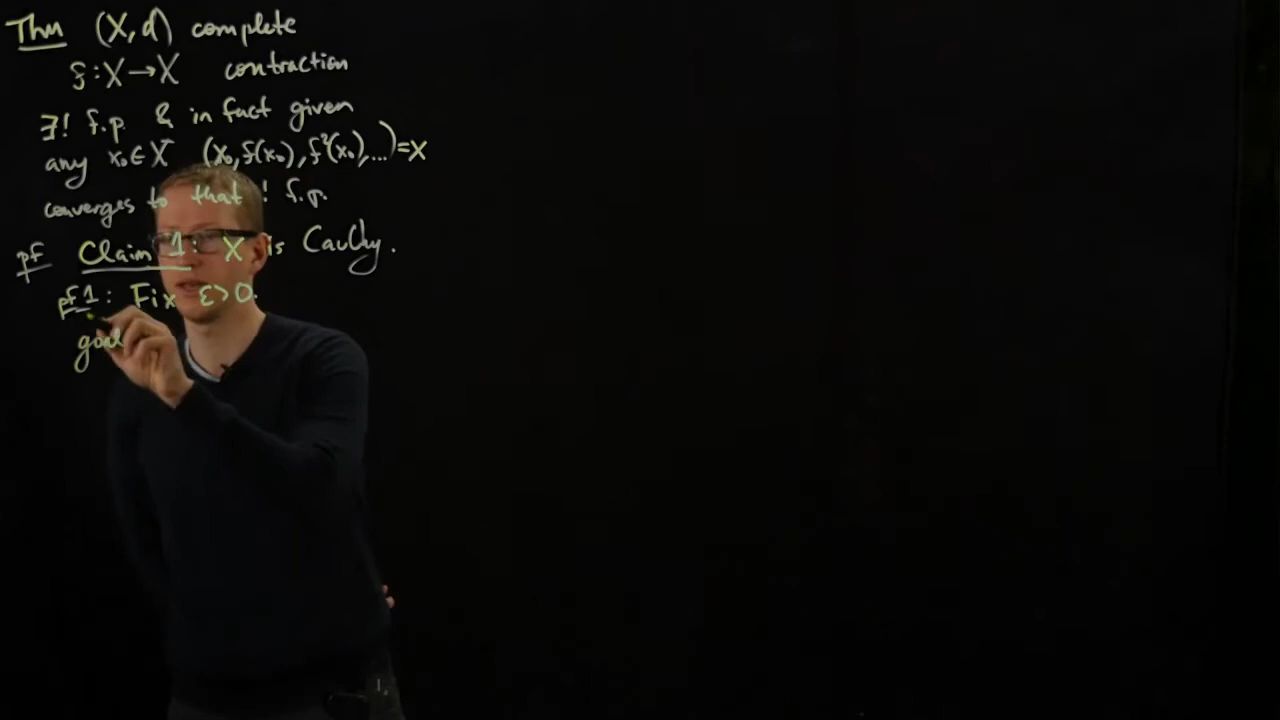 Thm (X, d) complete
f: X → X contraction
∃! f.p. & in fact given
any x₀ ∈ X (x₀, f(x₀), f²(x₀), ...) = x
converges to that ! f.p.
pf Claim 1: x is Cauchy.
pf 1: Fix ε > 0.
goal